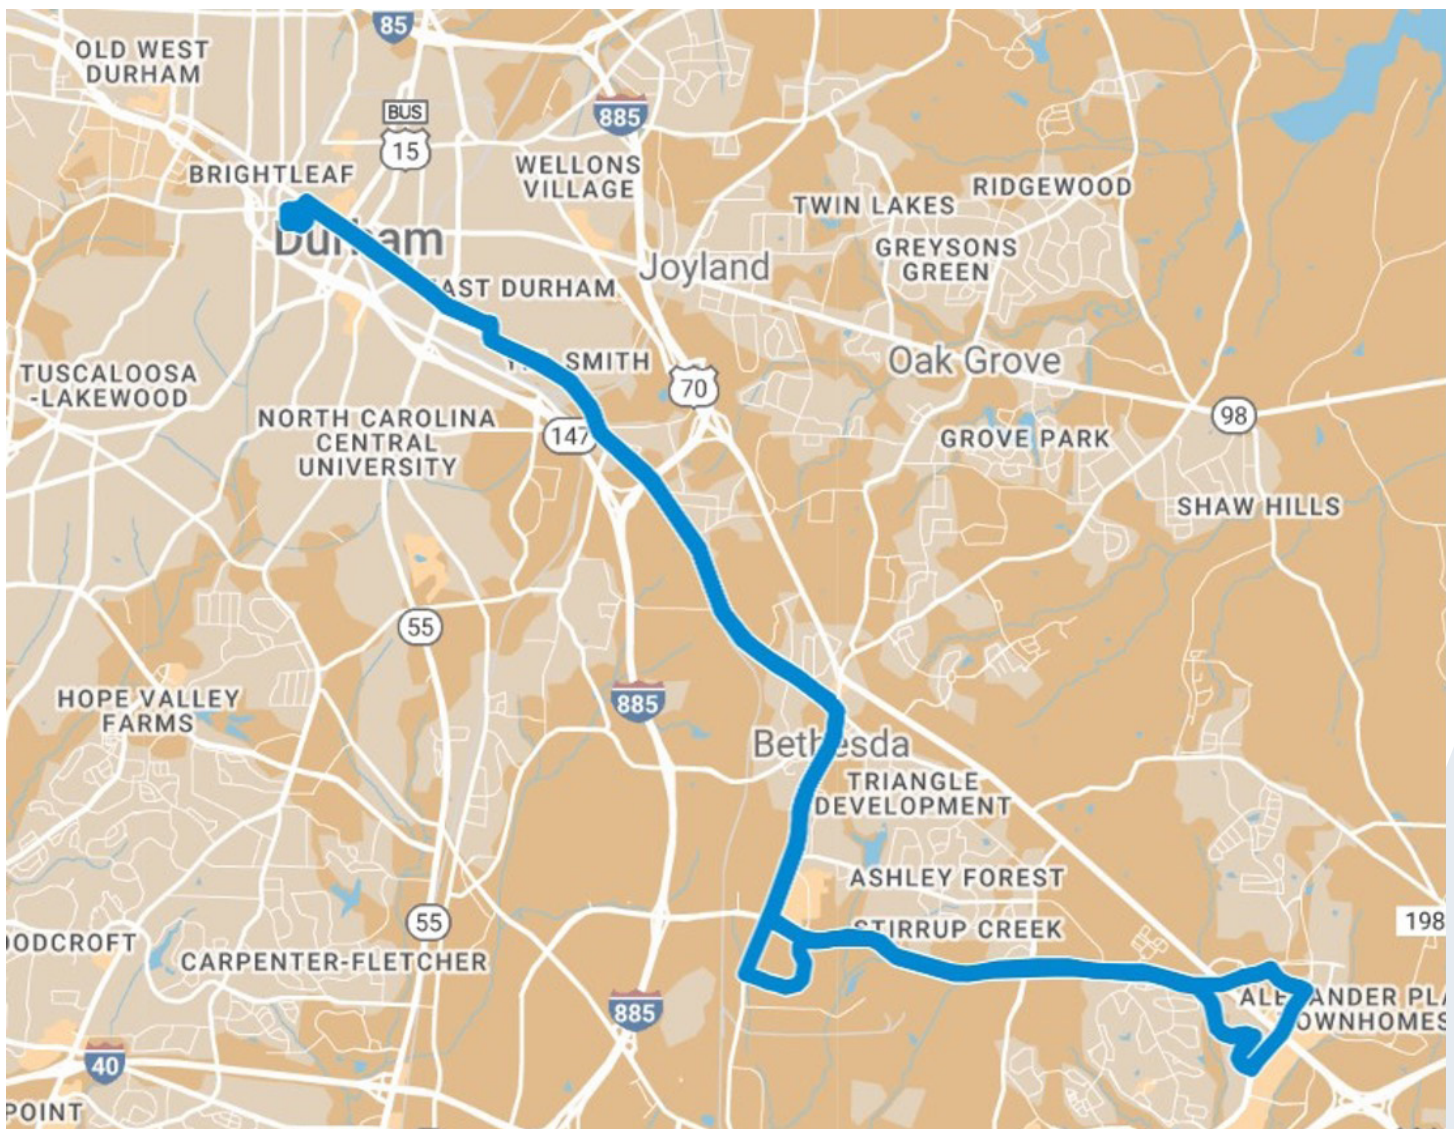 85
OLD WEST
DURHAM
BUS
15
885
BRIGHTLEAF
WELLONS
VILLAGE
RIDGEWOOD
TWIN LAKES
Durham
GREYSONS
GREEN
Joyland
EAST DURHAM
SMITH
Oak Grove
TUSCALOOSA
-LAKEWOOD
70
98
NORTH CAROLINA
CENTRAL
UNIVERSITY
147
GROVE PARK
SHAW HILLS
55
HOPE VALLEY
FARMS
885
Bethesda
TRIANGLE
DEVELOPMENT
ASHLEY FOREST
55
STIRRUP CREEK
198
OODCROFT
CARPENTER-FLETCHER
885
ALEXANDER PLA
TOWNHOMES
40
POINT